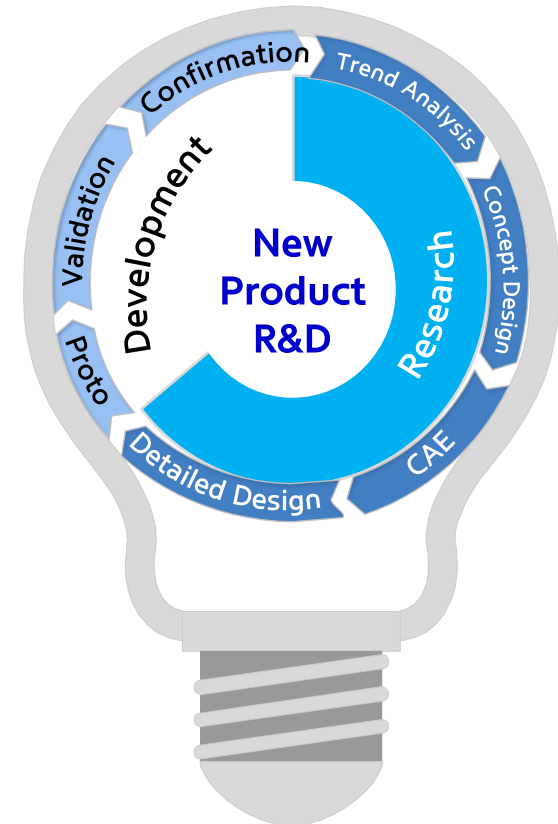 New
Product
R&D
Research
Development
Trend Analysis
Concept Design
CAE
Detailed Design
Proto
Validation
Confirmation